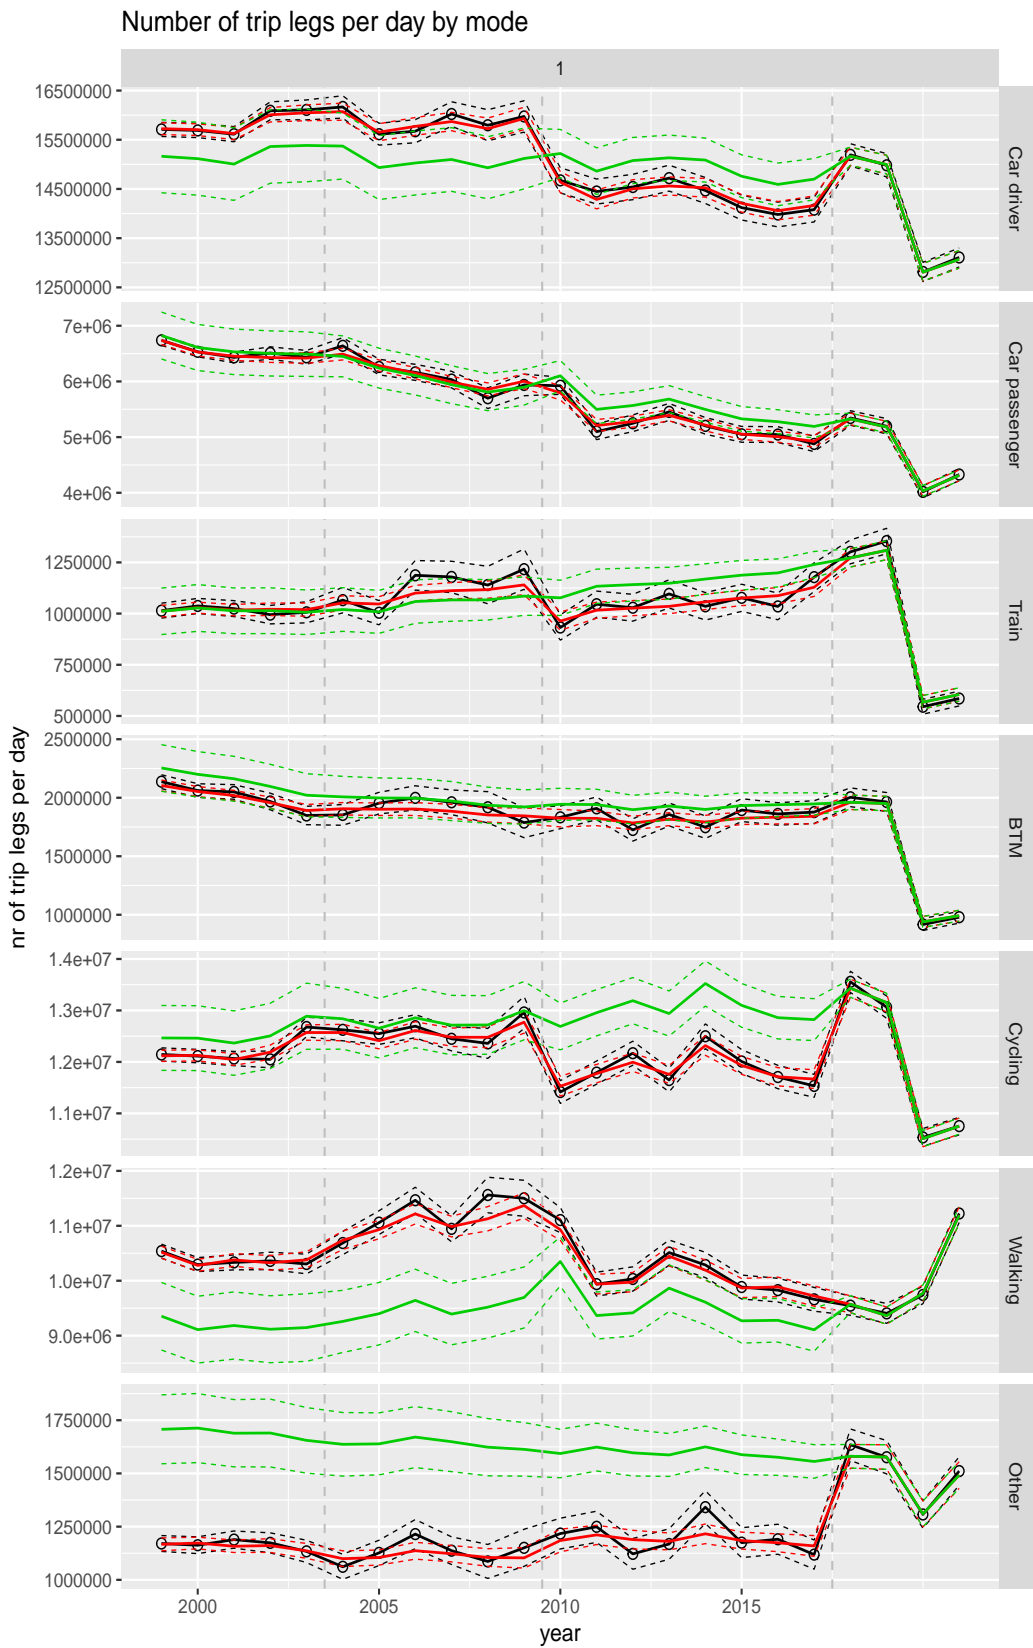 Number of trip legs per day by mode
1
16500000
15500000
14500000
13500000
12500000
Car driver
7e+06
6e+06
5e+06
4e+06
Car passenger
1250000
1000000
750000
500000
Train
2500000
2000000
1500000
1000000
BTM
1.4e+07
1.3e+07
1.2e+07
1.1e+07
Cycling
1.2e+07
1.1e+07
1.0e+07
9.0e+06
Walking
1750000
1500000
1250000
1000000
Other
2000 2005 2010 2015
year
nr of trip legs per day